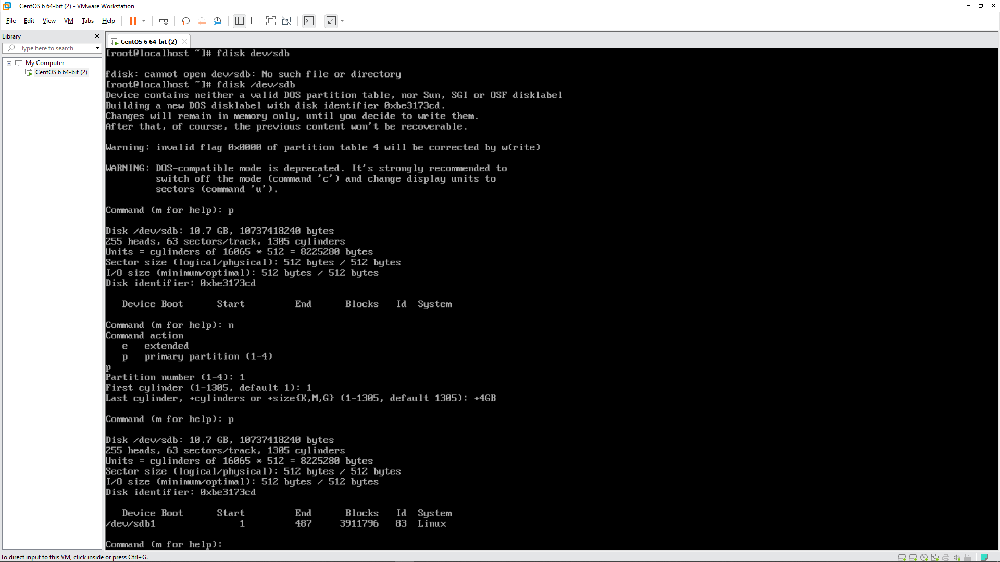 CentOS 6 64-bit (2) - VMware Workstation
File Edit View VM Tabs Help
Library
CentOS 6 64-bit (2)
Type here to search
My Computer
CentOS 6 64-bit (2)
[root@localhost ~]# fdisk dev/sdb
fdisk: cannot open dev/sdb: No such file or directory
[root@localhost ~]# fdisk /dev/sdb
Device contains neither a valid DOS partition table, nor Sun, SGI or OSF disklabel
Building a new DOS disklabel with disk identifier 0xbe3173cd.
Changes will remain in memory only, until you decide to write them.
After that, of course, the previous content won't be recoverable.
Warning: invalid flag 0x0000 of partition table 4 will be corrected by w(rite)
WARNING: DOS-compatible mode is deprecated. It's strongly recommended to
switch off the mode (command 'c') and change display units to
sectors (command 'u').
Command (m for help): p
Disk /dev/sdb: 10.7 GB, 10737418240 bytes
255 heads, 63 sectors/track, 1305 cylinders
Units = cylinders of 16065 * 512 = 8225280 bytes
Sector size (logical/physical): 512 bytes / 512 bytes
I/O size (minimum/optimal): 512 bytes / 512 bytes
Disk identifier: 0xbe3173cd
Device Boot Start End Blocks Id System
Command (m for help): n
Command action
e extended
p primary partition (1-4)
p
Partition number (1-4): 1
First cylinder (1-1305, default 1): 1
Last cylinder, +cylinders or +size{K,M,G} (1-1305, default 1305): +4GB
Command (m for help): p
Disk /dev/sdb: 10.7 GB, 10737418240 bytes
255 heads, 63 sectors/track, 1305 cylinders
Units = cylinders of 16065 * 512 = 8225280 bytes
Sector size (logical/physical): 512 bytes / 512 bytes
I/O size (minimum/optimal): 512 bytes / 512 bytes
Disk identifier: 0xbe3173cd
Device Boot Start End Blocks Id System
/dev/sdb1 1 487 3911796 83 Linux
Command (m for help):
To direct input to this VM, click inside or press Ctrl+G.